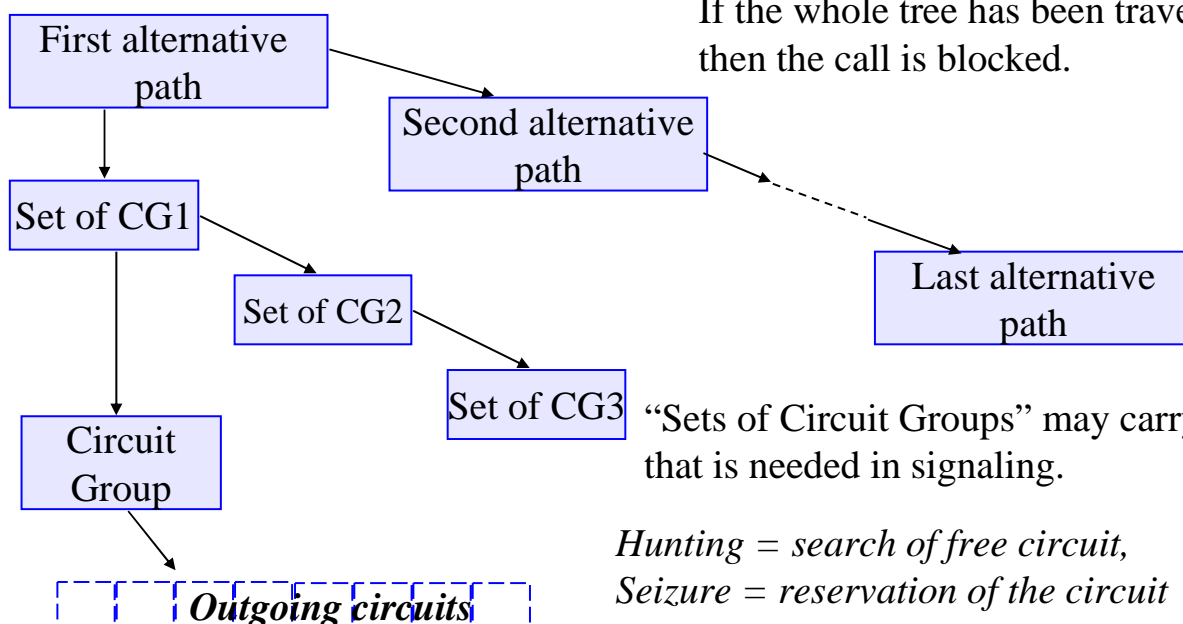 If the whole tree has been trave
then the call is blocked.
First alternative
path
Second alternative
path
Set of CG1
Set of CG2
Last alternative
path
Set of CG3
“Sets of Circuit Groups” may carry
that is needed in signaling.
Circuit
Group
Hunting = search of free circuit,
Seizure = reservation of the circuit
Outgoing circuits